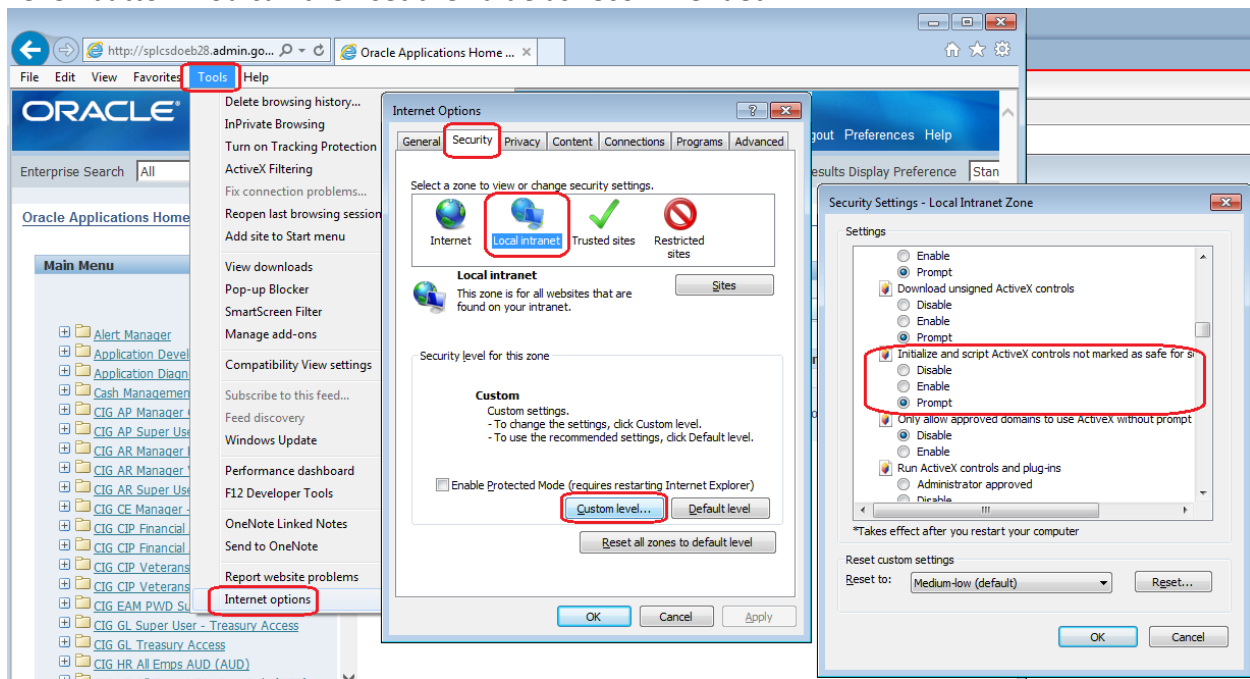 http://splcsdoeb28.admin.go...
Oracle Applications Home ...
File Edit View Favorites Tools Help
ORACLE
gout Preferences Help
Enterprise Search All
esults Display Preference Stan
Oracle Applications Home
Main Menu
Alert Manager
Application Devel
Application Diagn
Cash Managemen
CIG AP Manager
CIG AP Super Use
CIG AR Manager
CIG AR Manager
CIG AR Super Use
CIG CE Manager -
CIG CIP Financial
CIG CIP Financial
CIG CIP Veterans
CIG CIP Veterans
CIG EAM PWD Su
CIG GL Super User - Treasury Access
CIG GL Treasury Access
CIG HR All Emps AUD (AUD)
Delete browsing history...
InPrivate Browsing
Turn on Tracking Protection
ActiveX Filtering
Fix connection problems...
Reopen last browsing session
Add site to Start menu
View downloads
Pop-up Blocker
SmartScreen Filter
Manage add-ons
Compatibility View settings
Subscribe to this feed...
Feed discovery
Windows Update
Performance dashboard
F12 Developer Tools
OneNote Linked Notes
Send to OneNote
Report website problems
Internet options
Internet Options
General Security Privacy Content Connections Programs Advanced
Select a zone to view or change security settings.
Internet Local intranet Trusted sites Restricted sites
Local intranet
This zone is for all websites that are
found on your intranet.
Sites
Security level for this zone
Custom
Custom settings.
- To change the settings, click Custom level.
- To use the recommended settings, click Default level.
Enable Protected Mode (requires restarting Internet Explorer)
Custom level... Default level
Reset all zones to default level
OK Cancel Apply
Security Settings - Local Intranet Zone
Settings
Enable
Prompt
Download unsigned ActiveX controls
Disable
Enable
Prompt
Initialize and script ActiveX controls not marked as safe for s
Disable
Enable
Prompt
Only allow approved domains to use ActiveX without prompt
Disable
Enable
Run ActiveX controls and plug-ins
Administrator approved
Disable
*Takes effect after you restart your computer
Reset custom settings
Reset to: Medium-low (default) Reset...
OK Cancel